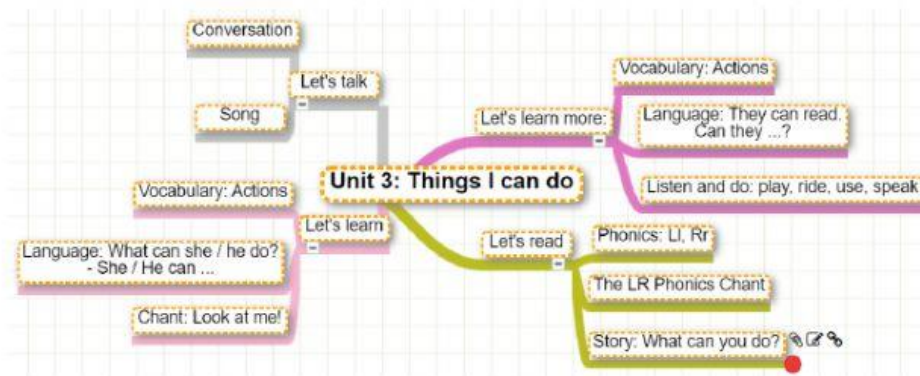 Unit 3: Things I can do
Let's talk
Conversation
Song
Let's learn
Vocabulary: Actions
Language: What can she / he do?
- She / He can ...
Chant: Look at me!
Let's learn more:
Vocabulary: Actions
Language: They can read.
Can they ...?
Listen and do: play, ride, use, speak
Let's read
Phonics: Ll, Rr
The LR Phonics Chant
Story: What can you do?